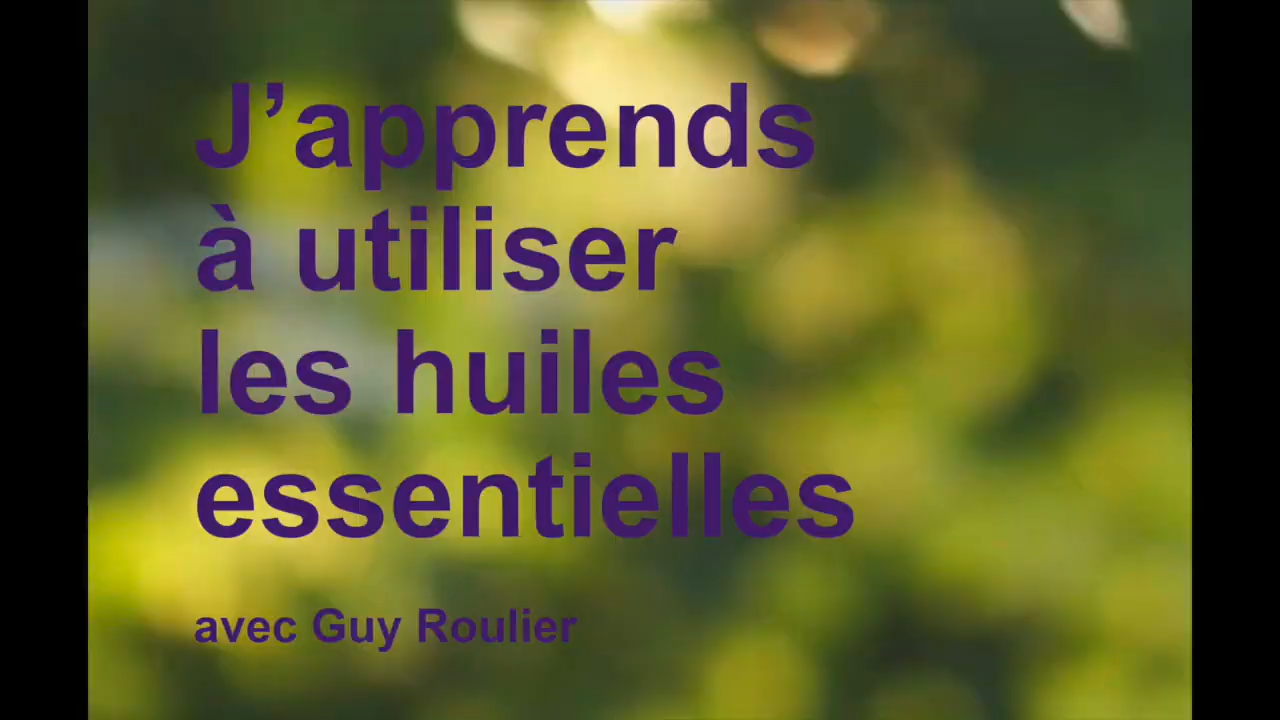 J’apprends
à utiliser
les huiles
essentielles
avec Guy Roulier